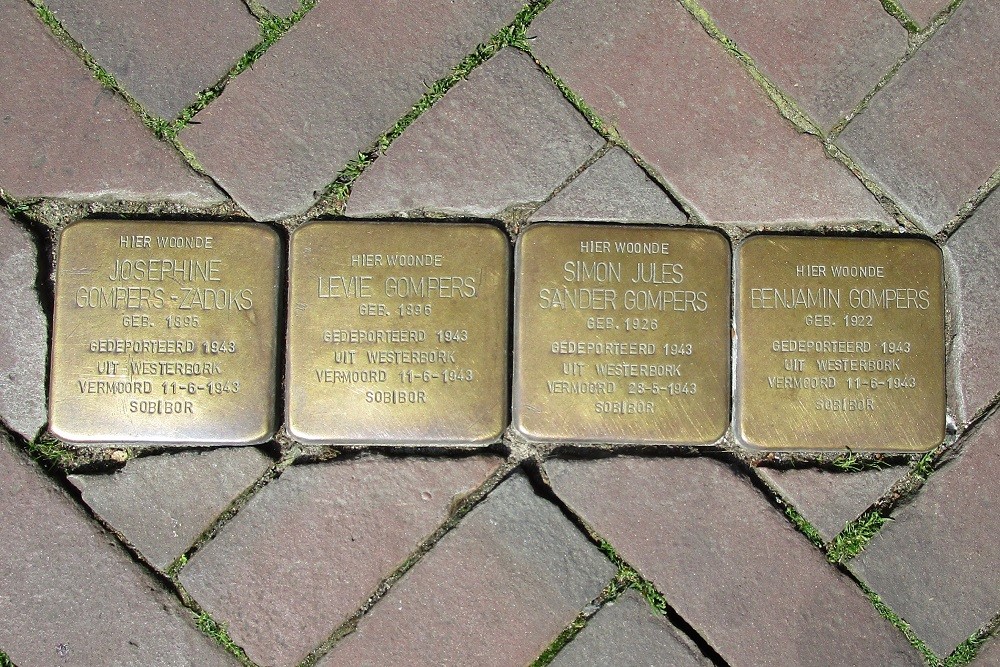 HIER WOONDE
JOSEPHINE
GOMPERS-ZADOKS
GEB. 1895
GEDEPORTEERD 1943
UIT WESTERBORK
VERMOORD 11-6-1943
SOBIBOR
HIER WOONDE
LEVIE GOMPERS
GEB. 1896
GEDEPORTEERD 1943
UIT WESTERBORK
VERMOORD 11-6-1943
SOBIBOR
HIER WOONDE
SIMON JULES
SANDER GOMPERS
GEB. 1926
GEDEPORTEERD 1943
UIT WESTERBORK
VERMOORD 28-5-1943
SOBIBOR
HIER WOONDE
BENJAMIN GOMPERS
GEB. 1922
GEDEPORTEERD 1943
UIT WESTERBORK
VERMOORD 11-6-1943
SOBIBOR